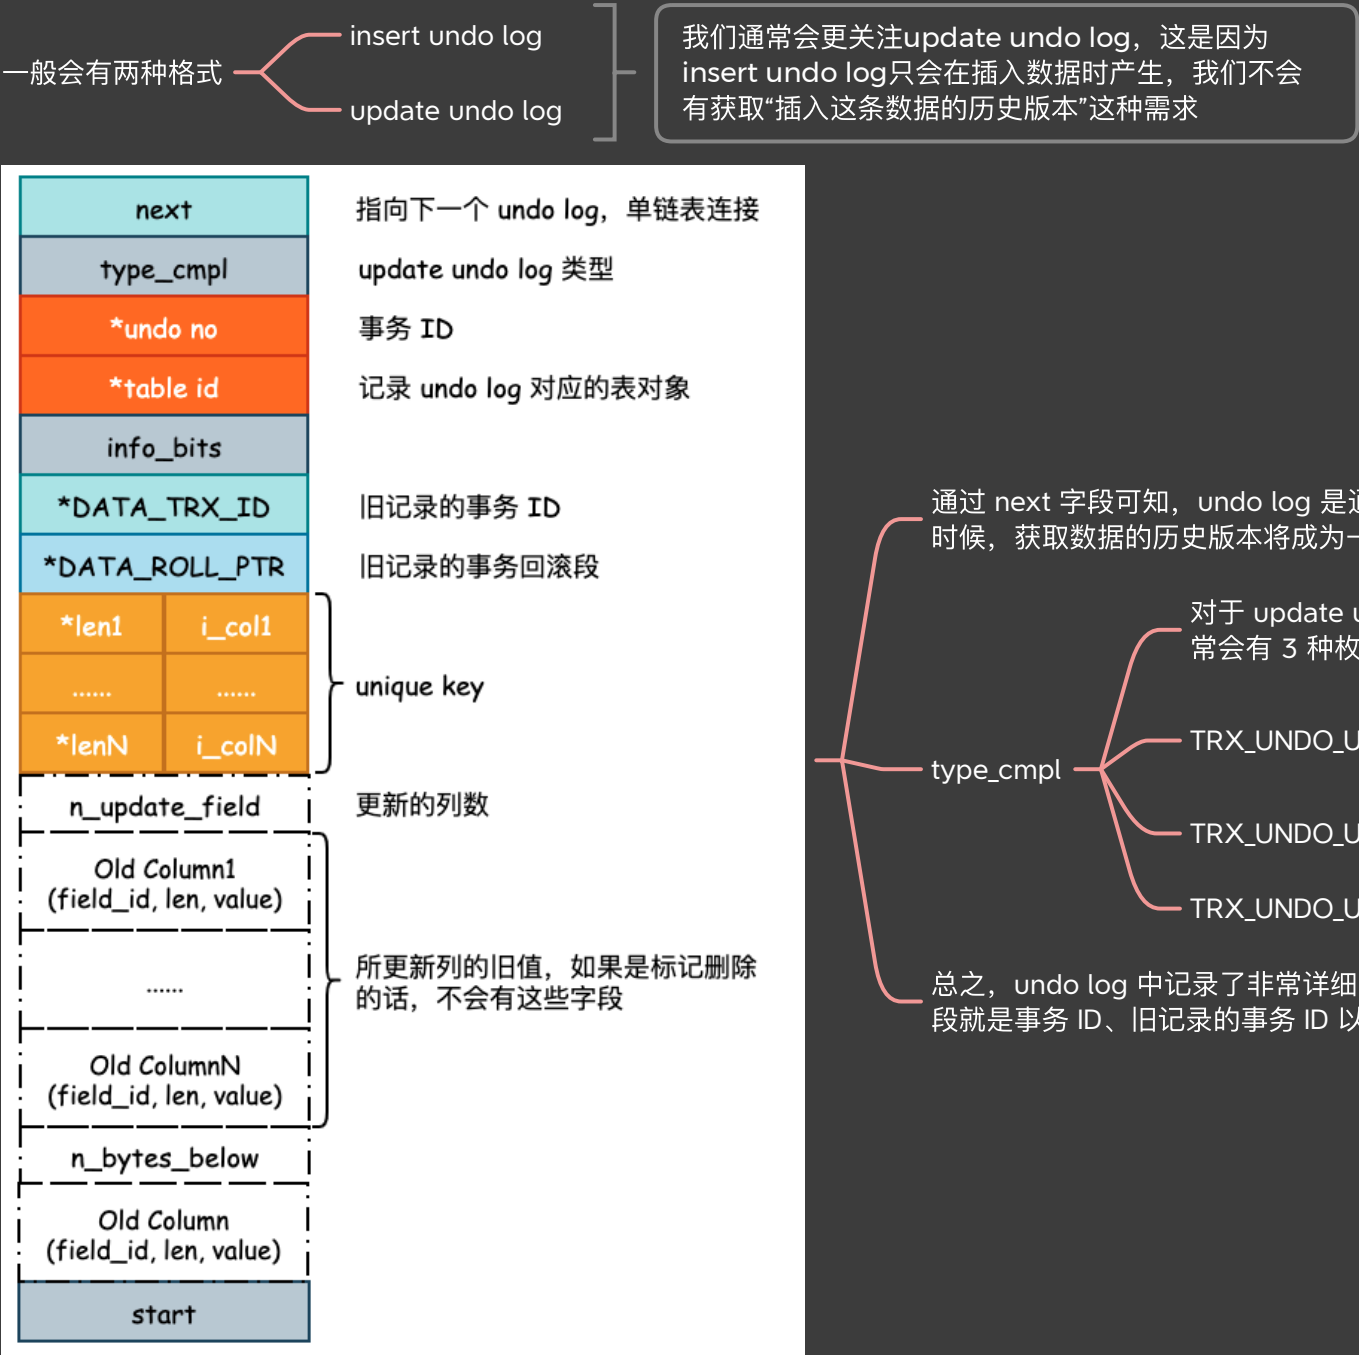 一般会有两种格式
insert undo log
update undo log
我们通常会更关注update undo log，这是因为
insert undo log只会在插入数据时产生，我们不会
有获取“插入这条数据的历史版本”这种需求
next 指向下一个 undo log，单链表连接
type_cmpl update undo log 类型
*undo no 事务 ID
*table id 记录 undo log 对应的表对象
info_bits
*DATA_TRX_ID 旧记录的事务 ID
*DATA_ROLL_PTR 旧记录的事务回滚段
*len1 i_col1
...... ......
unique key
*lenN i_colN
n_update_field 更新的列数
Old Column1
(field_id, len, value)
......
所更新列的旧值，如果是标记删除
的话，不会有这些字段
Old ColumnN
(field_id, len, value)
n_bytes_below
Old Column
(field_id, len, value)
start
通过 next 字段可知，undo log 是
时候，获取数据的历史版本将成为一
type_cmpl
对于 update
常会有 3 种枚
TRX_UNDO_U
TRX_UNDO_U
TRX_UNDO_U
总之，undo log 中记录了非常详细
段就是事务 ID、旧记录的事务 ID 以